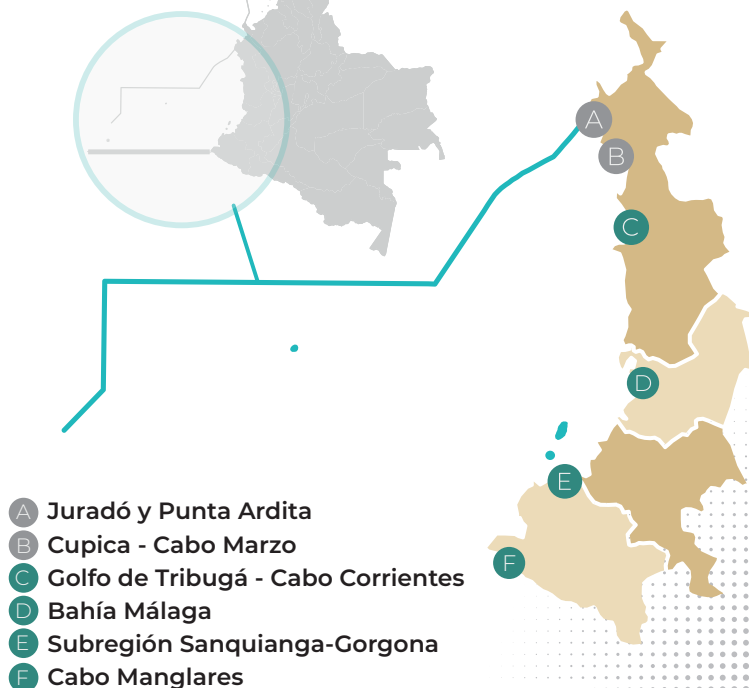 A
B
C
D
E
F
A Juradó y Punta Ardita
B Cupica - Cabo Marzo
C Golfo de Tribugá - Cabo Corrientes
D Bahía Málaga
E Subregión Sanquianga-Gorgona
F Cabo Manglares